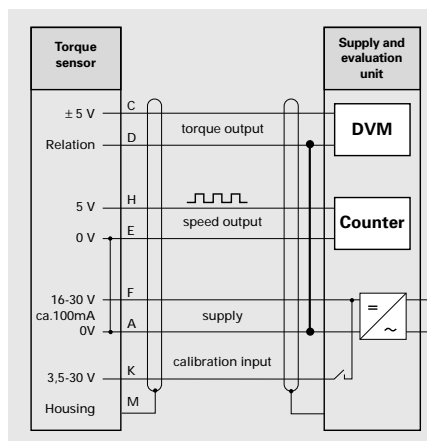 Torque
sensor
Supply and
evaluation
unit
± 5 V
C
torque output
DVM
Relation
D
5 V
H
speed output
Counter
0 V
E
16-30 V
F
ca.100mA
0V
A
supply
=
~
calibration input
3,5-30 V
K
Housing
M